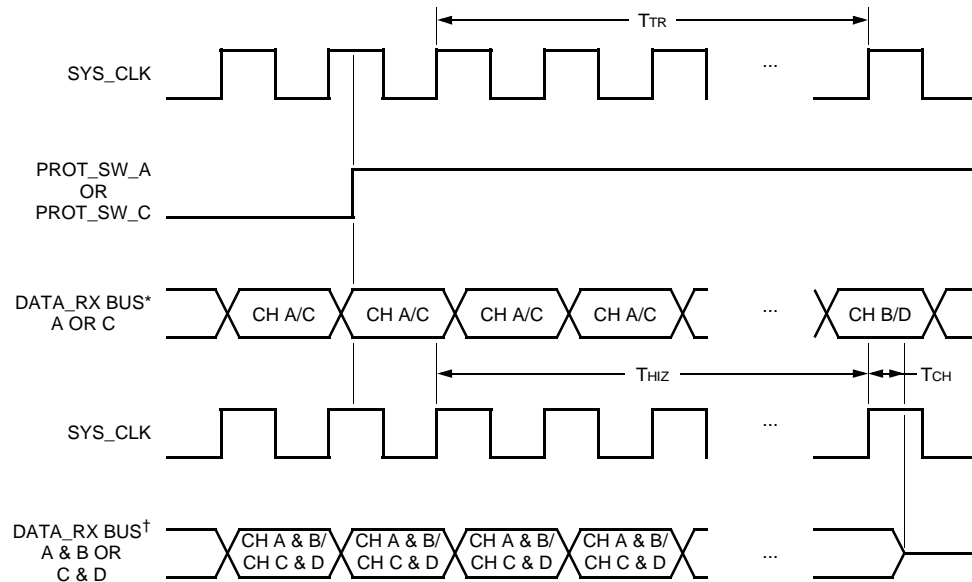 TTR
SYS_CLK
...
PROT_SW_A
OR
PROT_SW_C
DATA_RX BUS*
A OR C
CH A/C
CH A/C
CH A/C
CH A/C
...
CH B/D
THIZ
TCH
SYS_CLK
...
DATA_RX BUS†
A & B OR
C & D
CH A & B/
CH C & D
CH A & B/
CH C & D
CH A & B/
CH C & D
CH A & B/
CH C & D
...